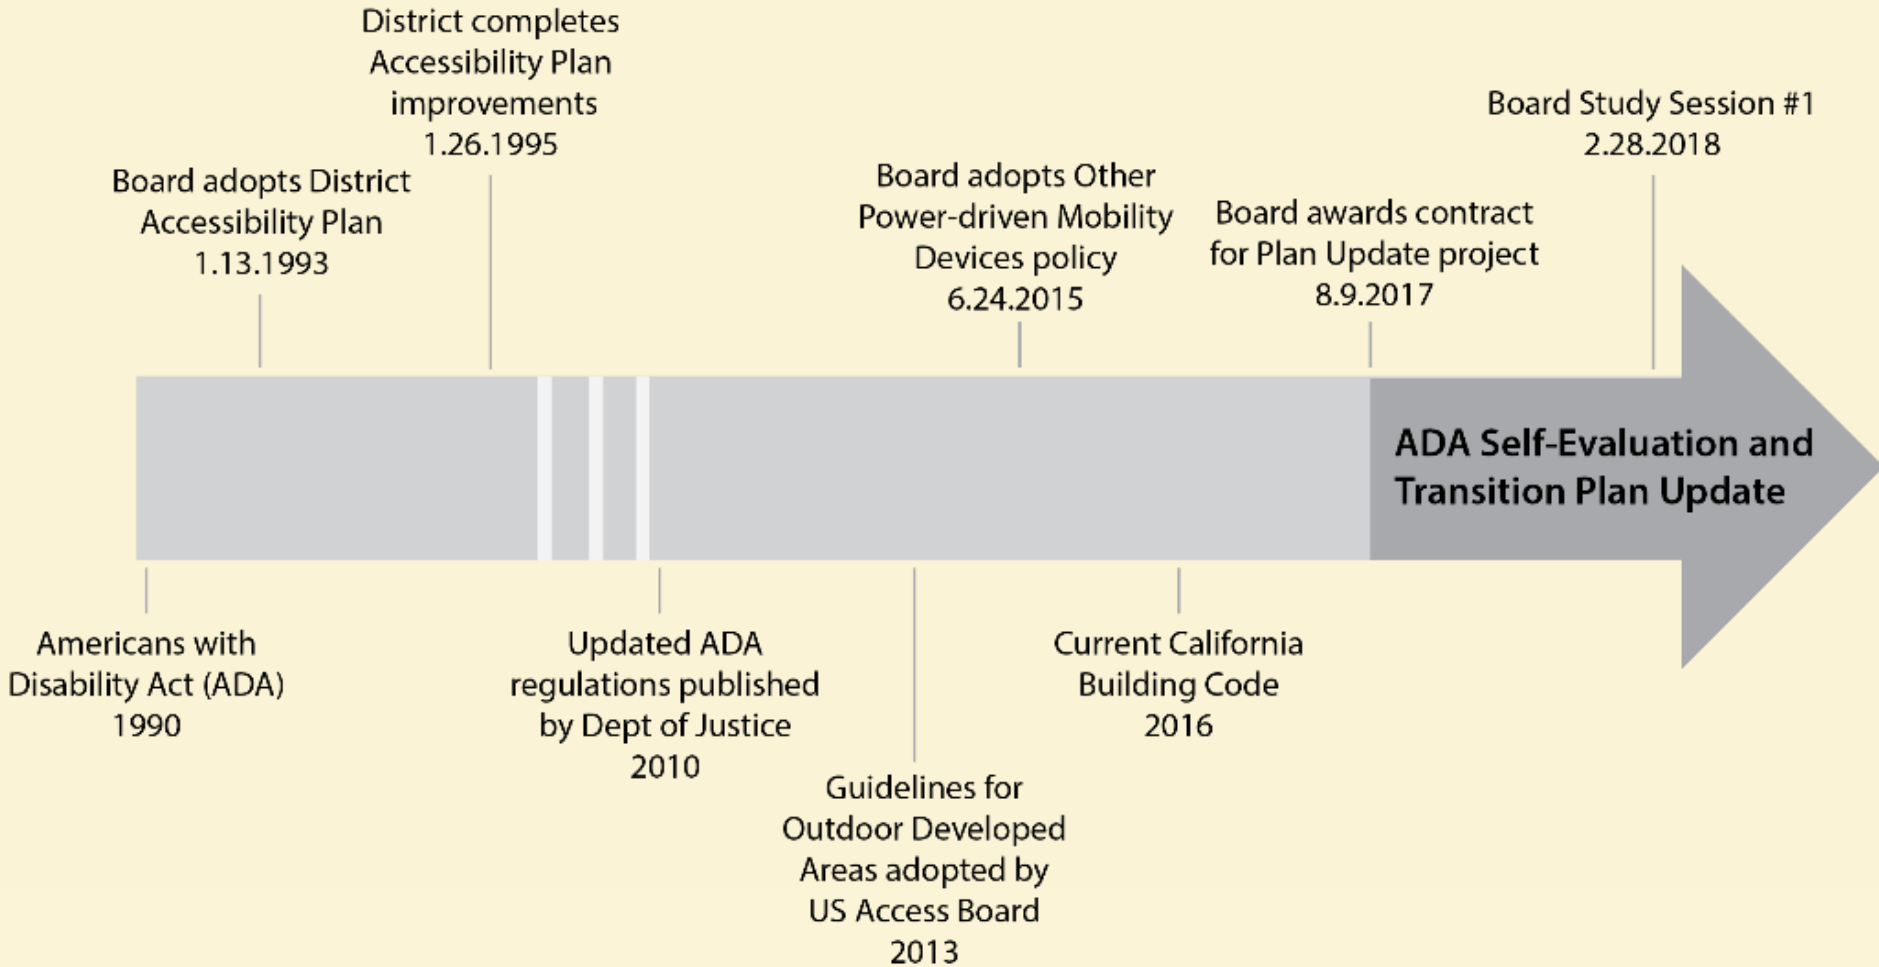 District completes
Accessibility Plan
improvements
1.26.1995
Board adopts District
Accessibility Plan
1.13.1993
Board adopts Other
Power-driven Mobility
Devices policy
6.24.2015
Board awards contract
for Plan Update project
8.9.2017
Board Study Session #1
2.28.2018
ADA Self-Evaluation and
Transition Plan Update
Americans with
Disability Act (ADA)
1990
Updated ADA
regulations published
by Dept of Justice
2010
Guidelines for
Outdoor Developed
Areas adopted by
US Access Board
2013
Current California
Building Code
2016